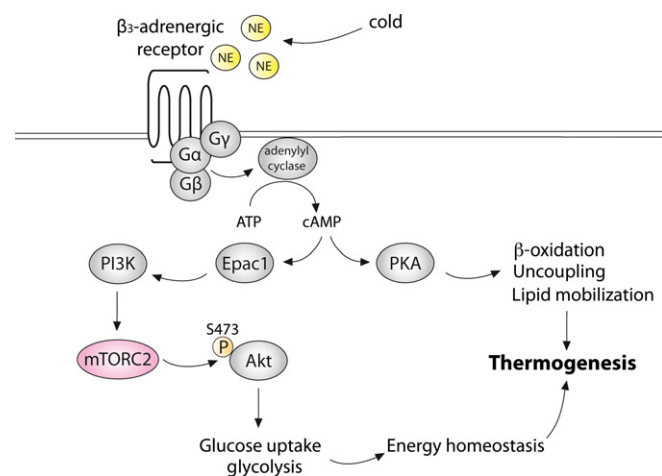 β3-adrenergic
receptor
NE
NE
NE
cold
Gγ
Gα
Gβ
adenylyl
cyclase
ATP
cAMP
PI3K
Epac1
PKA
β-oxidation
Uncoupling
Lipid mobilization
S473
P
mTORC2
Akt
Thermogenesis
Glucose uptake
glycolysis
Energy homeostasis